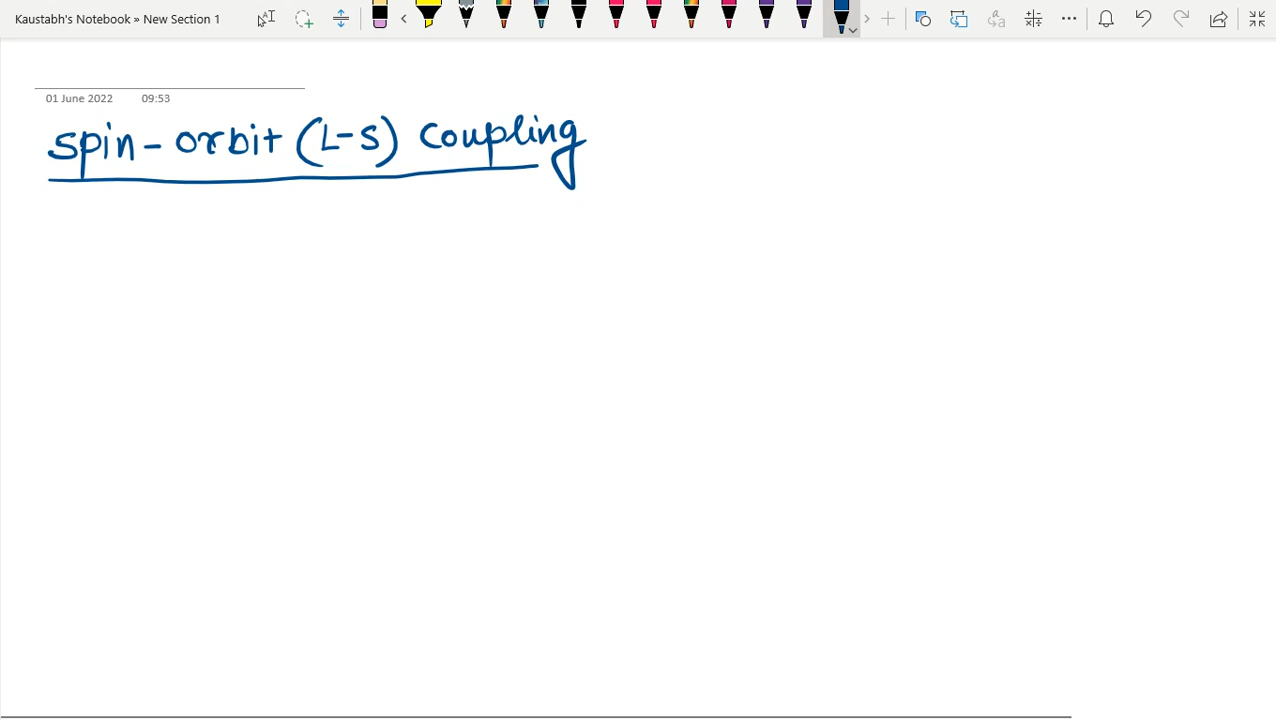 Kaustabh's Notebook » New Section 1
01 June 2022 09:53
spin-orbit (L-S) Coupling